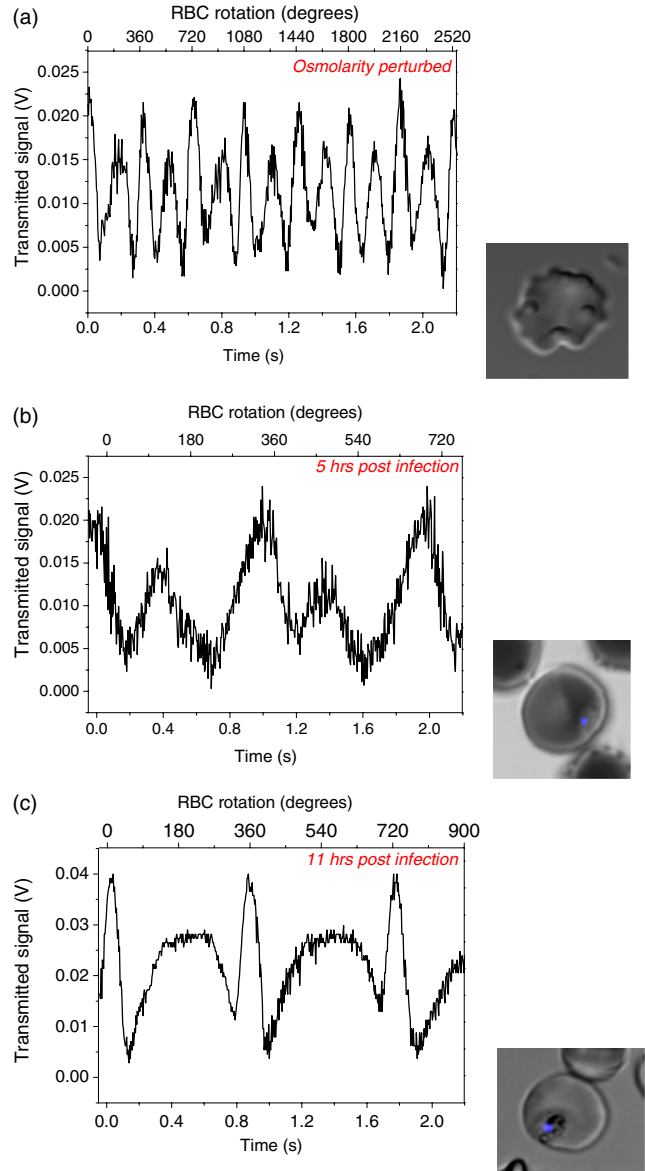 (a)
RBC rotation (degrees)
0 360 720 1080 1440 1800 2160 2520
Osmolarity perturbed
Transmitted signal (V)
0.025
0.020
0.015
0.010
0.005
0.000
0.0 0.4 0.8 1.2 1.6 2.0
Time (s)
(b)
RBC rotation (degrees)
0 180 360 540 720
5 hrs post infection
Transmitted signal (V)
0.025
0.020
0.015
0.010
0.005
0.000
0.0 0.4 0.8 1.2 1.6 2.0
Time (s)
(c)
RBC rotation (degrees)
0 180 360 540 720 900
11 hrs post infection
Transmitted signal (V)
0.04
0.03
0.02
0.01
0.00
0.0 0.4 0.8 1.2 1.6 2.0
Time (s)